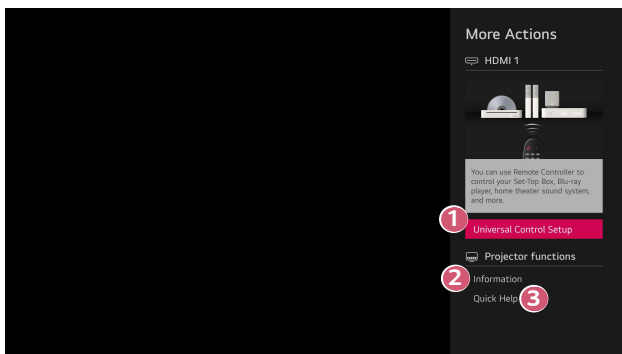 More Actions
HDMI 1
You can use Remote Controller to
control your Set-Top Box, Blu-ray
player, home theater sound system,
and more.
1
Universal Control Setup
Projector functions
2 Information
Quick Help 3